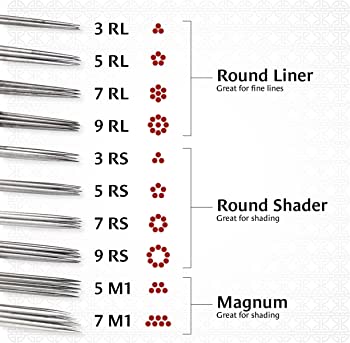 3 RL
5 RL
7 RL
9 RL
Round Liner
Great for fine lines
3 RS
5 RS
7 RS
9 RS
Round Shader
Great for shading
5 M1
7 M1
Magnum
Great for shading